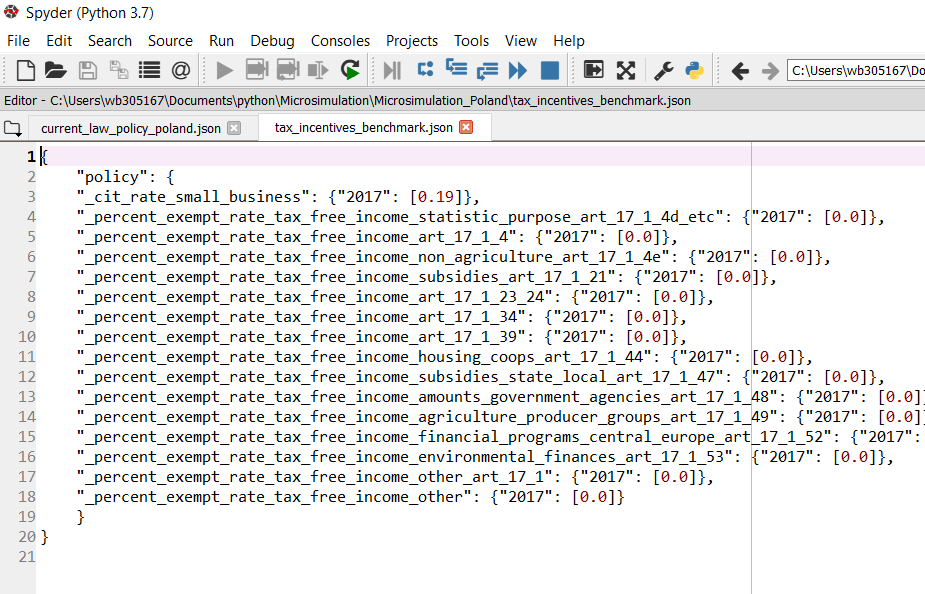 Spyder (Python 3.7)
File Edit Search Source Run Debug Consoles Projects Tools View Help
C:\Users\wb305167\Do
Editor - C:\Users\wb305167\Documents\python\Microsimulation\Microsimulation_Poland\tax_incentives_benchmark.json
current_law_policy_poland.json tax_incentives_benchmark.json
1 {
2 "policy": {
3 "_cit_rate_small_business": {"2017": [0.19]},
4 "_percent_exempt_rate_tax_free_income_statistic_purpose_art_17_1_4d_etc": {"2017": [0.0]},
5 "_percent_exempt_rate_tax_free_income_art_17_1_4": {"2017": [0.0]},
6 "_percent_exempt_rate_tax_free_income_non_agriculture_art_17_1_4e": {"2017": [0.0]},
7 "_percent_exempt_rate_tax_free_income_subsidies_art_17_1_21": {"2017": [0.0]},
8 "_percent_exempt_rate_tax_free_income_art_17_1_23_24": {"2017": [0.0]},
9 "_percent_exempt_rate_tax_free_income_art_17_1_34": {"2017": [0.0]},
10 "_percent_exempt_rate_tax_free_income_art_17_1_39": {"2017": [0.0]},
11 "_percent_exempt_rate_tax_free_income_housing_coops_art_17_1_44": {"2017": [0.0]},
12 "_percent_exempt_rate_tax_free_income_subsidies_state_local_art_17_1_47": {"2017": [0.0]},
13 "_percent_exempt_rate_tax_free_income_amounts_government_agencies_art_17_1_48": {"2017": [0.0]
14 "_percent_exempt_rate_tax_free_income_agriculture_producer_groups_art_17_1_49": {"2017": [0.0]
15 "_percent_exempt_rate_tax_free_income_financial_programs_central_europe_art_17_1_52": {"2017":
16 "_percent_exempt_rate_tax_free_income_environmental_finances_art_17_1_53": {"2017": [0.0]},
17 "_percent_exempt_rate_tax_free_income_other_art_17_1": {"2017": [0.0]},
18 "_percent_exempt_rate_tax_free_income_other": {"2017": [0.0]}
19 }
20 }
21